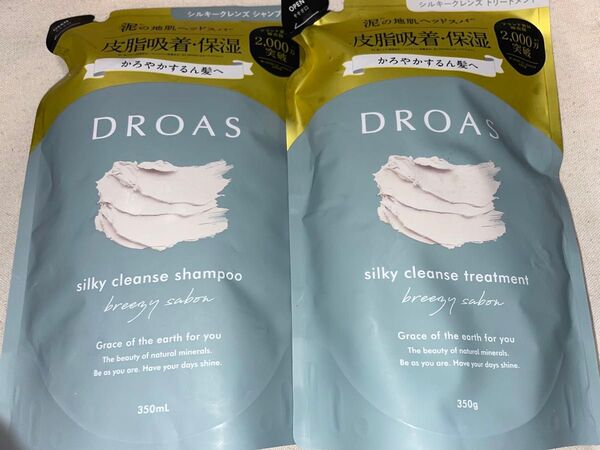 シルキークレンズ シャンプー
泥の地肌ヘッドスパ
皮脂吸着・保湿
2,000万
突破
かろやかするん髪へ
DROAS
silky cleanse shampoo
breezy sabon
Grace of the earth for you
The beauty of natural minerals.
Be as you are. Have your days shine.
350mL
OPEN
シルキークレンズ トリートメント
泥の地肌ヘッドスパ
皮脂吸着・保湿
2,000万
突破
かろやかするん髪へ
DROAS
silky cleanse treatment
breezy sabon
Grace of the earth for you
The beauty of natural minerals.
Be as you are. Have your days shine.
350g